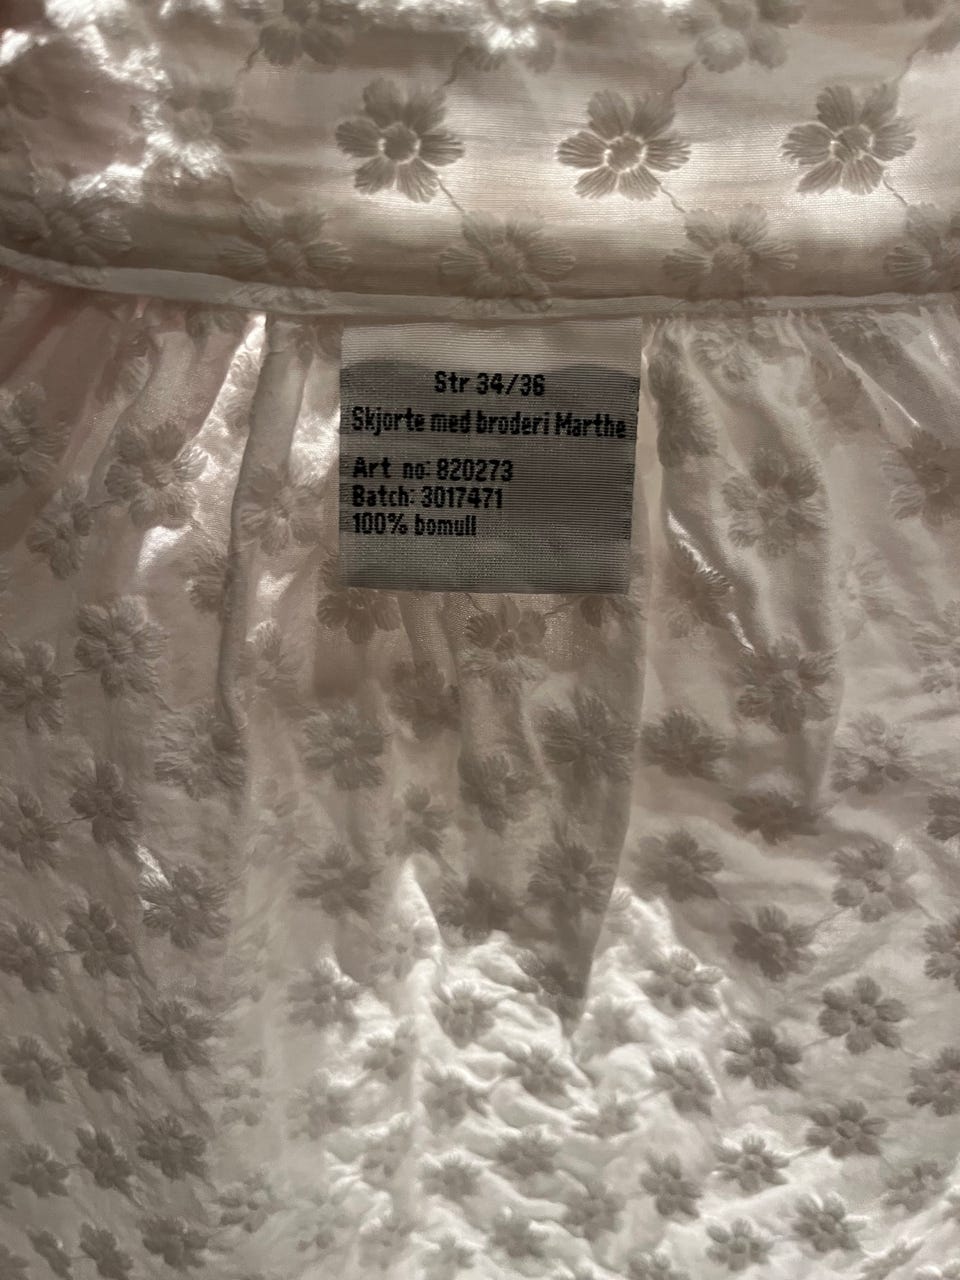 Str 34/36
Skjorte med broderi Marthe
Art no: 820273
Batch: 3017471
100% bomull